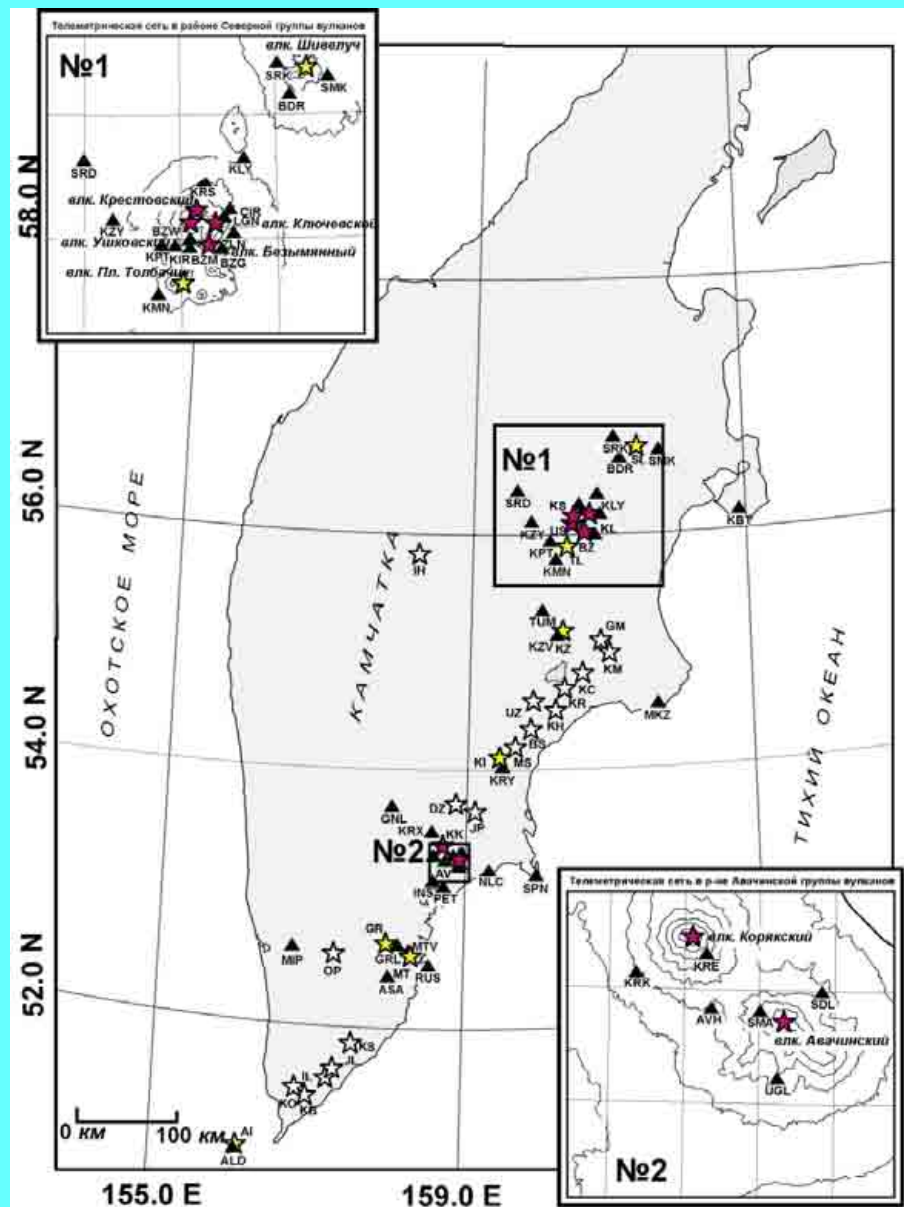 Телеметрическая сеть в районе Северной группы вулканов
№1
влк. Шивелуч
SRK
SMK
BDR
SRD
KLY
KRS
влк. Крестовский
CIR
LGN
влк. Ключевской
KZY
BZW
влк. Ушковский
ZLN
влк. Безымянный
KPT
KIR
BZM
BZG
влк. Пл. Толбачик
KMN
58.0 N
56.0 N
54.0 N
52.0 N
ОХОТСКОЕ МОРЕ
КАМЧАТКА
ТИХИЙ ОКЕАН
№1
SRK
SL
SMK
BDR
SRD
KS
KLY
KZY
US
KL
KPT
BZ
TL
KMN
KBT
IH
TUM
GM
KZV
KZ
KM
KC
UZ
KR
KH
MKZ
BS
KI
MS
KRY
DZ
GNL
JP
KRX
KK
№2
AV
INS
PET
NLC
SPN
GR
MTV
MIP
OP
GRL
MT
RUS
ASA
KS
IL
KO
KB
AI
ALD
0 КМ
100 КМ
155.0 E
159.0 E
Телеметрическая сеть в р-не Авачинской группы вулканов
влк. Корякский
KRE
KRK
SDL
AVH
SMA
влк. Авачинский
UGL
№2